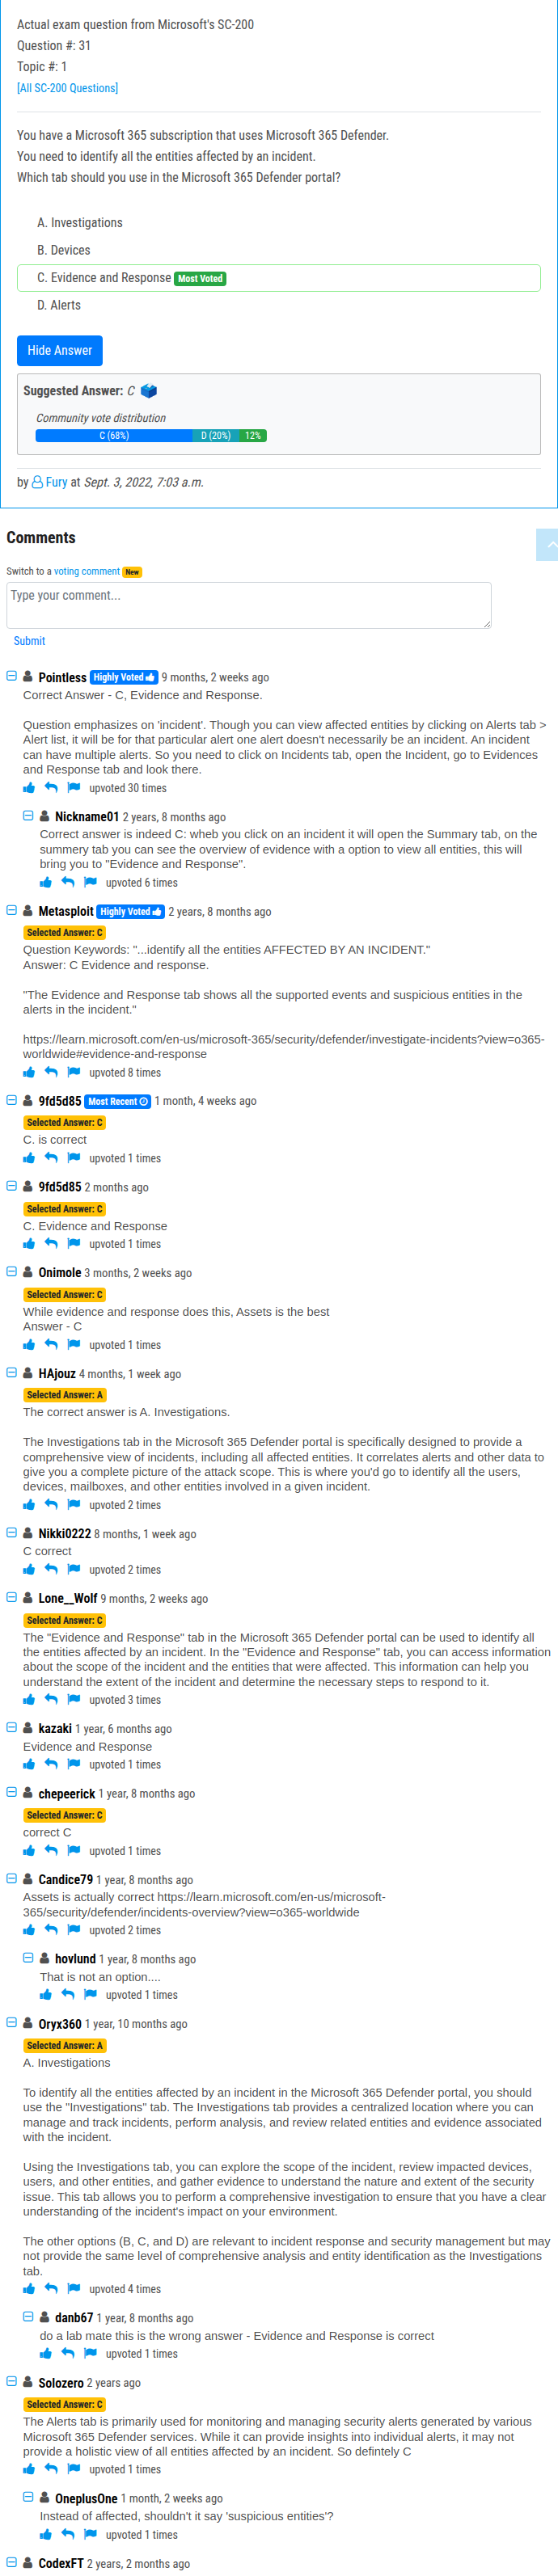 Actual exam question from Microsoft's SC-200
Question #: 31
Topic #: 1
[All SC-200 Questions]
You have a Microsoft 365 subscription that uses Microsoft 365 Defender.
You need to identify all the entities affected by an incident.
Which tab should you use in the Microsoft 365 Defender portal?
A. Investigations
B. Devices
C. Evidence and Response Most Voted
D. Alerts
Hide Answer
Suggested Answer: C
Community vote distribution
C (68%) D (20%) 12%
by Fury at Sept. 3, 2022, 7:03 a.m.
Comments
Switch to a voting comment New
Type your comment...
Submit
Pointless Highly Voted 9 months, 2 weeks ago
Correct Answer - C, Evidence and Response.
Question emphasizes on 'incident'. Though you can view affected entities by clicking on Alerts tab >
Alert list, it will be for that particular alert one alert doesn't necessarily be an incident. An incident
can have multiple alerts. So you need to click on Incidents tab, open the Incident, go to Evidences
and Response tab and look there.
upvoted 30 times
Nickname01 2 years, 8 months ago
Correct answer is indeed C: wheb you click on an incident it will open the Summary tab, on the
summery tab you can see the overview of evidence with a option to view all entities, this will
bring you to "Evidence and Response".
upvoted 6 times
Metasploit Highly Voted 2 years, 8 months ago
Selected Answer: C
Question Keywords: "...identify all the entities AFFECTED BY AN INCIDENT."
Answer: C Evidence and response.
"The Evidence and Response tab shows all the supported events and suspicious entities in the
alerts in the incident."
https://learn.microsoft.com/en-us/microsoft-365/security/defender/investigate-incidents?view=o365-
worldwide#evidence-and-response
upvoted 8 times
9fd5d85 Most Recent 1 month, 4 weeks ago
Selected Answer: C
C. is correct
upvoted 1 times
9fd5d85 2 months ago
Selected Answer: C
C. Evidence and Response
upvoted 1 times
Onimole 3 months, 2 weeks ago
Selected Answer: C
While evidence and response does this, Assets is the best
Answer - C
upvoted 1 times
HAjouz 4 months, 1 week ago
Selected Answer: A
The correct answer is A. Investigations.
The Investigations tab in the Microsoft 365 Defender portal is specifically designed to provide a
comprehensive view of incidents, including all affected entities. It correlates alerts and other data to
give you a complete picture of the attack scope. This is where you'd go to identify all the users,
devices, mailboxes, and other entities involved in a given incident.
upvoted 2 times
Nikki0222 8 months, 1 week ago
C correct
upvoted 2 times
Lone__Wolf 9 months, 2 weeks ago
Selected Answer: C
The "Evidence and Response" tab in the Microsoft 365 Defender portal can be used to identify all
the entities affected by an incident. In the "Evidence and Response" tab, you can access information
about the scope of the incident and the entities that were affected. This information can help you
understand the extent of the incident and determine the necessary steps to respond to it.
upvoted 3 times
kazaki 1 year, 6 months ago
Evidence and Response
upvoted 1 times
chepeerick 1 year, 8 months ago
Selected Answer: C
correct C
upvoted 1 times
Candice79 1 year, 8 months ago
Assets is actually correct https://learn.microsoft.com/en-us/microsoft-
365/security/defender/incidents-overview?view=o365-worldwide
upvoted 2 times
hovlund 1 year, 8 months ago
That is not an option....
upvoted 1 times
Oryx360 1 year, 10 months ago
Selected Answer: A
A. Investigations
To identify all the entities affected by an incident in the Microsoft 365 Defender portal, you should
use the "Investigations" tab. The Investigations tab provides a centralized location where you can
manage and track incidents, perform analysis, and review related entities and evidence associated
with the incident.
Using the Investigations tab, you can explore the scope of the incident, review impacted devices,
users, and other entities, and gather evidence to understand the nature and extent of the security
issue. This tab allows you to perform a comprehensive investigation to ensure that you have a clear
understanding of the incident's impact on your environment.
The other options (B, C, and D) are relevant to incident response and security management but may
not provide the same level of comprehensive analysis and entity identification as the Investigations
tab.
upvoted 4 times
danb67 1 year, 8 months ago
do a lab mate this is the wrong answer - Evidence and Response is correct
upvoted 1 times
Solozero 2 years ago
Selected Answer: C
The Alerts tab is primarily used for monitoring and managing security alerts generated by various
Microsoft 365 Defender services. While it can provide insights into individual alerts, it may not
provide a holistic view of all entities affected by an incident. So defintely C
upvoted 1 times
OneplusOne 1 month, 2 weeks ago
Instead of affected, shouldn't it say 'suspicious entities'?
upvoted 1 times
CodexFT 2 years, 2 months ago